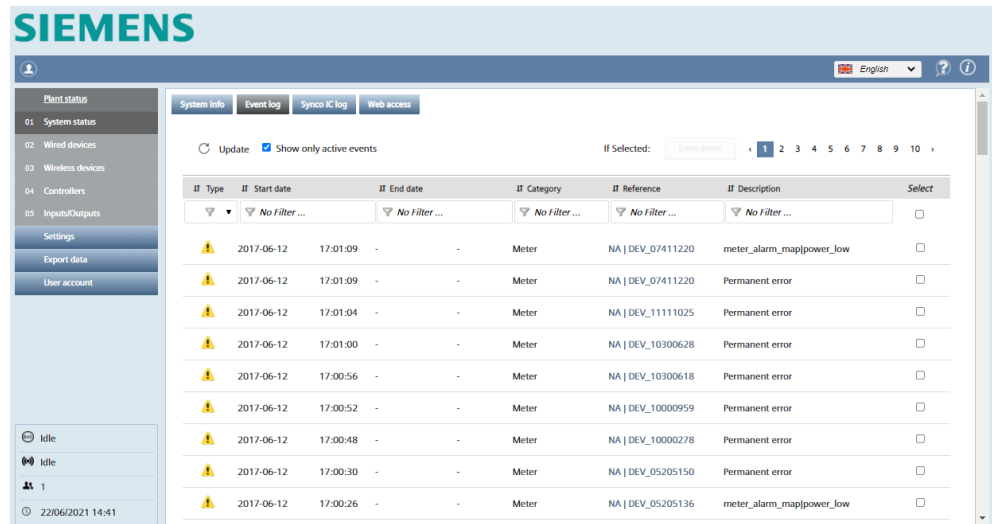 SIEMENS
English
Plant status
01 System status
02 Wired devices
03 Wireless devices
04 Controllers
05 Inputs/Outputs
Settings
Export data
User account
Idle
Idle
1
22/06/2021 14:41
System info Event log Synco IC log Web access
Update Show only active events If Selected: Erase event ‹ 1 2 3 4 5 6 7 8 9 10 ›
Type Start date End date Category Reference Description Select
No Filter ... No Filter ... No Filter ... No Filter ... No Filter ...
2017-06-12 17:01:09 - - Meter NA | DEV_07411220 meter_alarm_map|power_low
2017-06-12 17:01:09 - - Meter NA | DEV_07411220 Permanent error
2017-06-12 17:01:04 - - Meter NA | DEV_11111025 Permanent error
2017-06-12 17:01:00 - - Meter NA | DEV_10300628 Permanent error
2017-06-12 17:00:56 - - Meter NA | DEV_10300618 Permanent error
2017-06-12 17:00:52 - - Meter NA | DEV_10000959 Permanent error
2017-06-12 17:00:48 - - Meter NA | DEV_10000278 Permanent error
2017-06-12 17:00:30 - - Meter NA | DEV_05205150 Permanent error
2017-06-12 17:00:26 - - Meter NA | DEV_05205136 meter_alarm_map|power_low